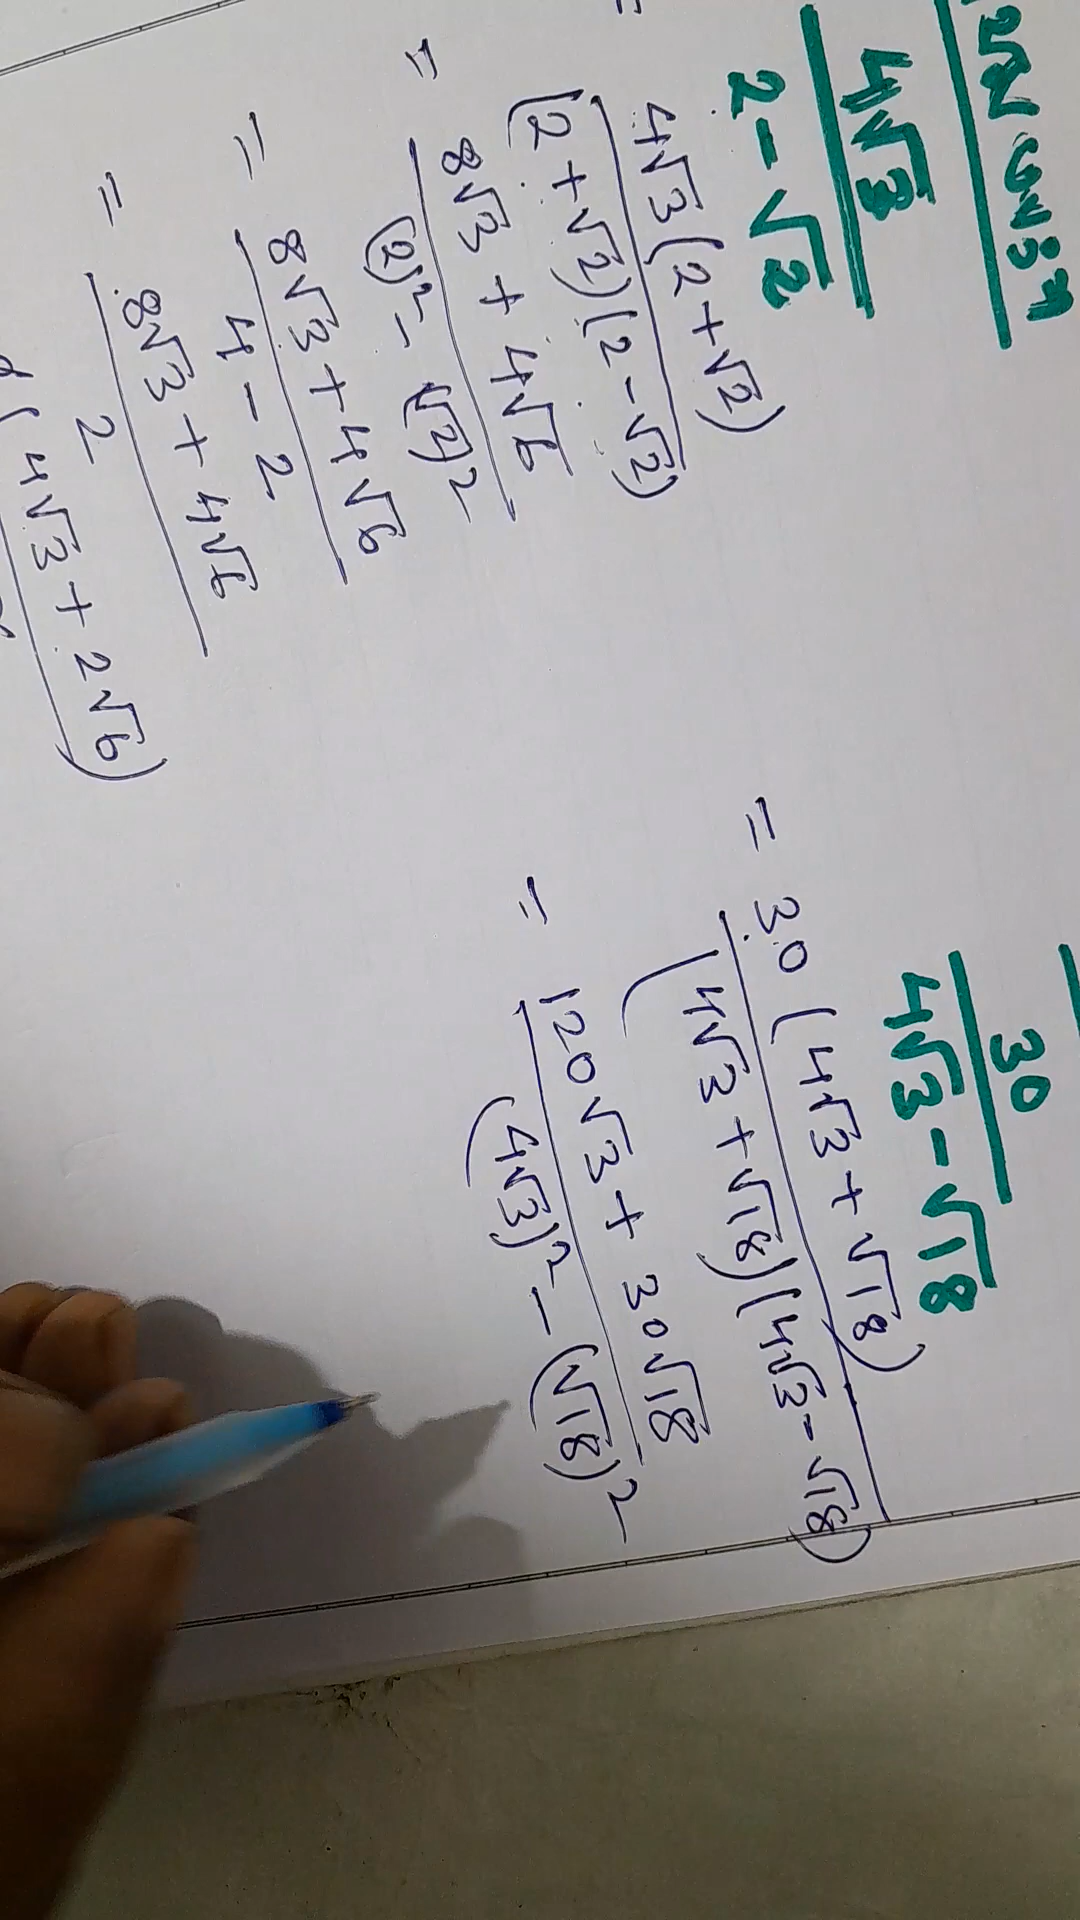 4√3
2 - √2
= 4√3(2 + √2)
(2 + √2)(2 - √2)
= 8√3 + 4√6
(2)² - (√2)²
= 8√3 + 4√6
4 - 2
= 8√3 + 4√6
2
(4√3 + 2√6)
30
4√3 - √18
= 30(4√3 + √18)
(4√3 + √18)(4√3 - √18)
= 120√3 + 30√18
(4√3)² - (√18)²